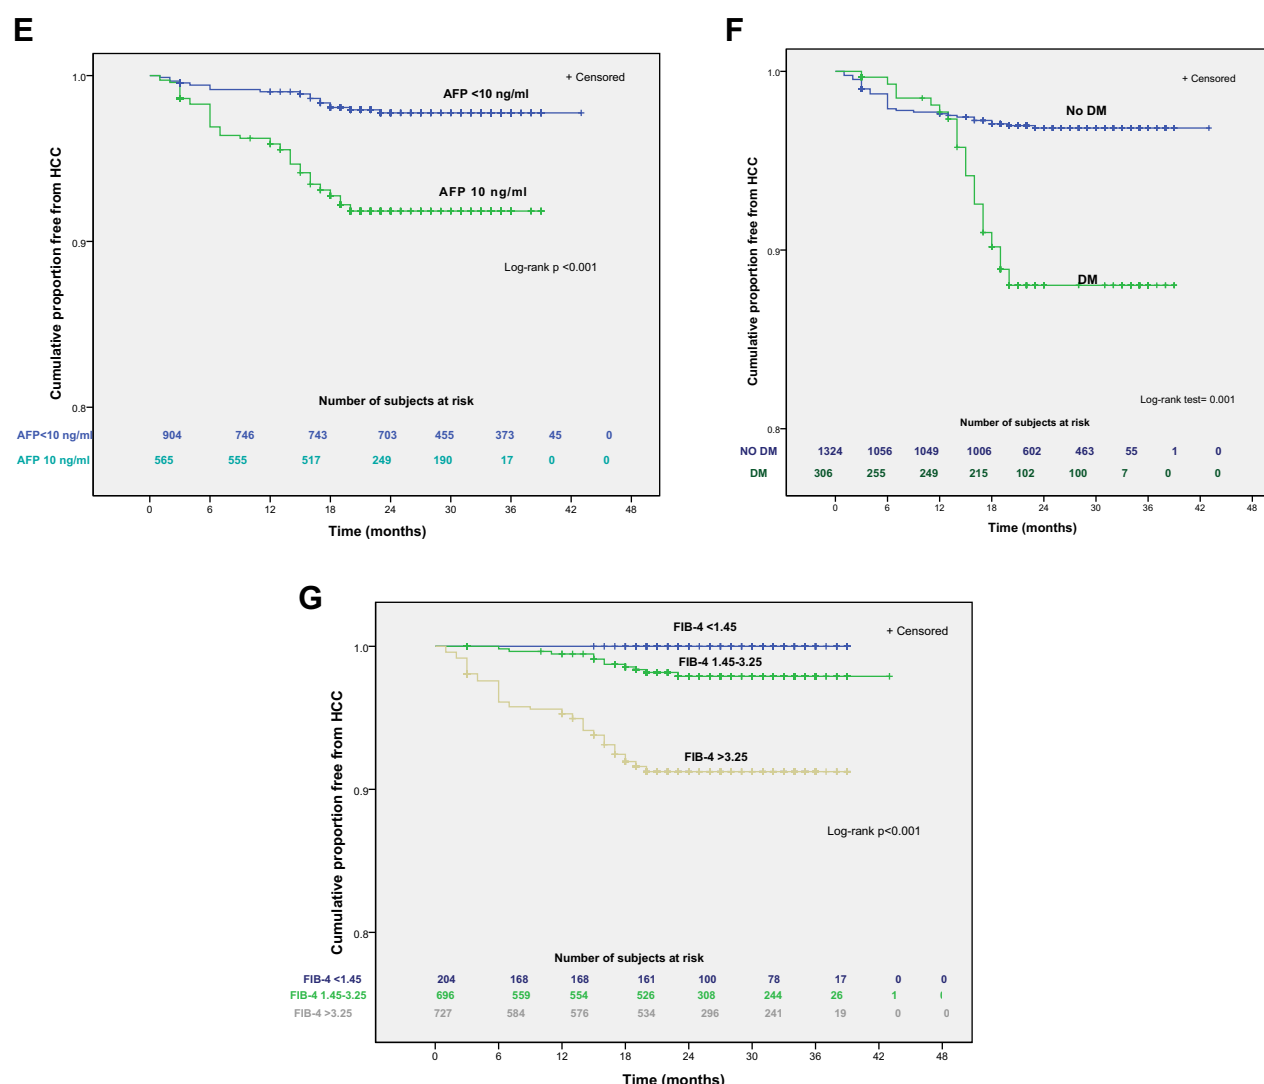 E
+ Censored
AFP <10 ng/ml
1.0
AFP 10 ng/ml
0.9
Log-rank p <0.001
0.8
Cumulative proportion free from HCC
Number of subjects at risk
AFP<10 ng/ml 904 746 743 703 455 373 45 0
AFP 10 ng/ml 565 555 517 249 190 17 0 0
0 6 12 18 24 30 36 42 48
Time (months)
F
+ Censored
1.0
No DM
0.9
DM
Log-rank test= 0.001
0.8
Cumulative proportion free from HCC
Number of subjects at risk
NO DM 1324 1056 1049 1006 602 463 55 1 0
DM 306 255 249 215 102 100 7 0 0
0 6 12 18 24 30 36 42 48
Time (months)
G
FIB-4 <1.45
+ Censored
1.0
FIB-4 1.45-3.25
FIB-4 >3.25
0.9
Log-rank p<0.001
0.8
Cumulative proportion free from HCC
Number of subjects at risk
FIB-4 <1.45 204 168 168 161 100 78 17 0 0
FIB-4 1.45-3.25 696 559 554 526 308 244 26 1
FIB-4 >3.25 727 584 576 534 296 241 19 0 0
0 6 12 18 24 30 36 42 48
Time (months)